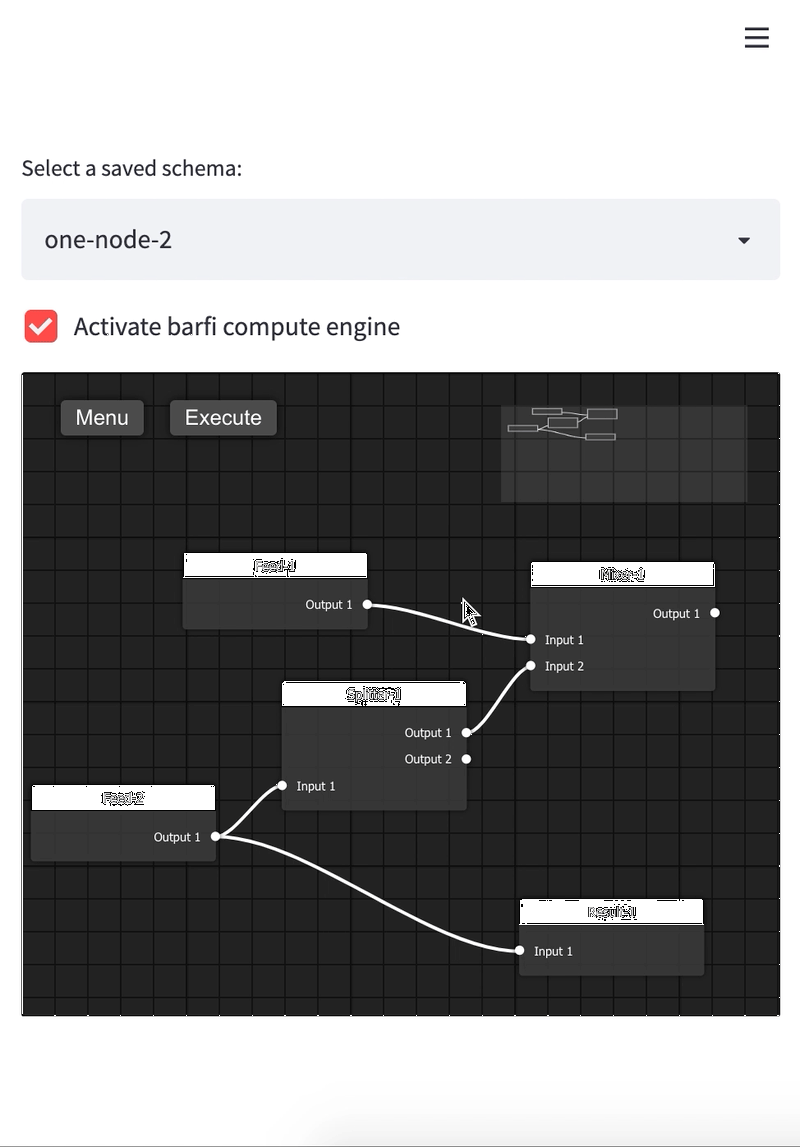 Select a saved schema:
one-node-2
Activate barfi compute engine
Menu
Execute
Feed-1
Output 1
Mixer-1
Output 1
Input 1
Input 2
Splitter-1
Output 1
Output 2
Input 1
Feed-2
Output 1
Input 1